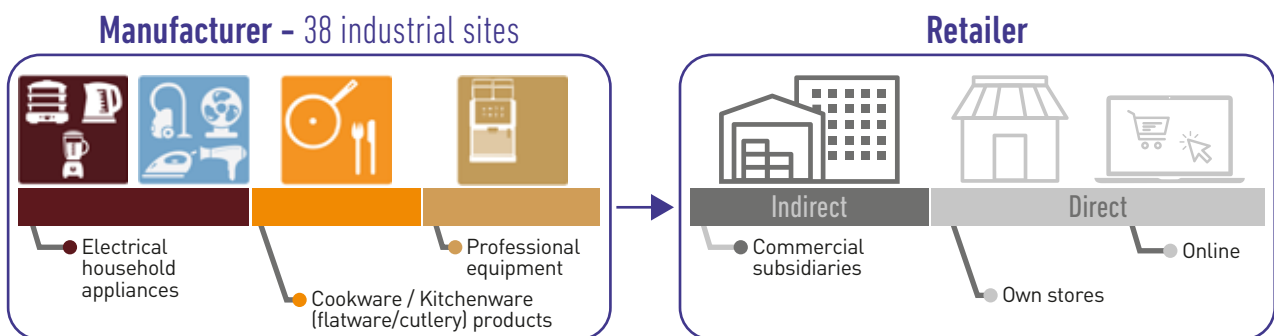 Manufacturer – 38 industrial sites
Electrical
household
appliances
Cookware / Kitchenware
(flatware/cutlery) products
Professional
equipment
Retailer
Indirect
Direct
Commercial
subsidiaries
Own stores
Online